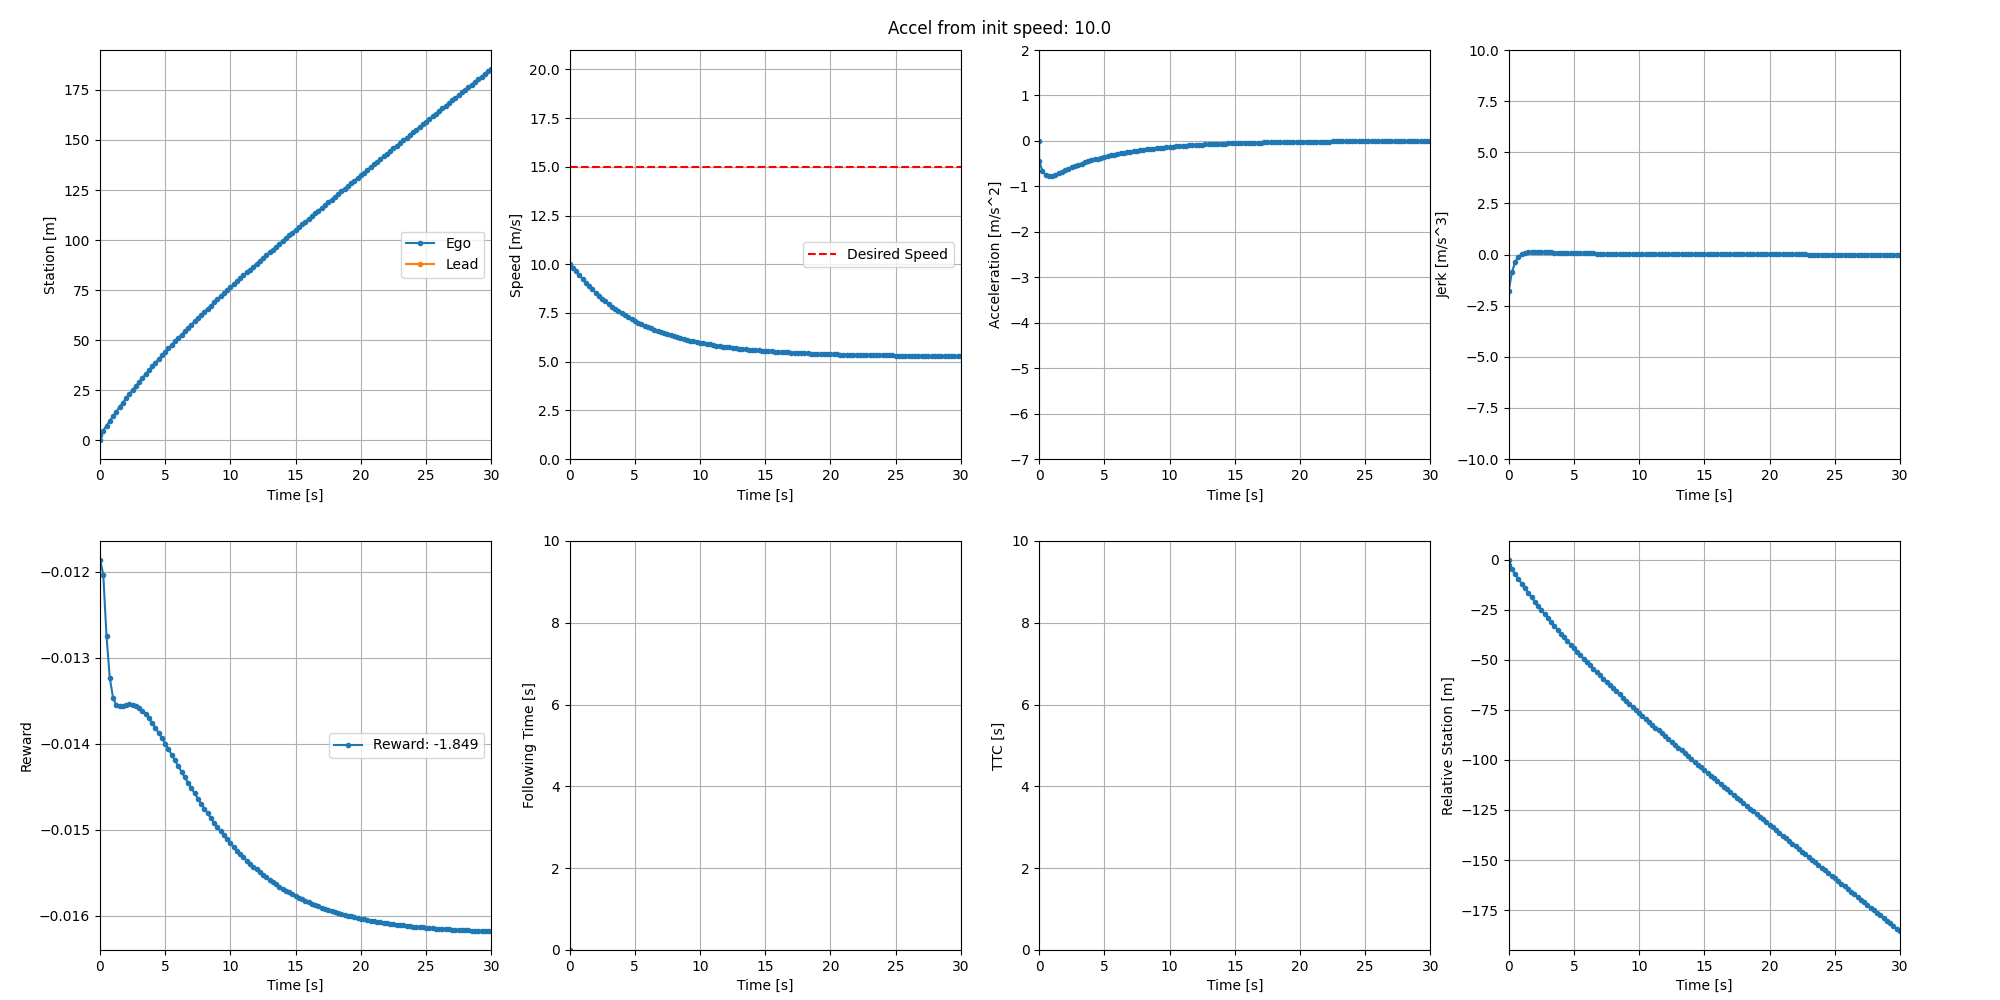 Accel from init speed: 10.0
175
150
125
100
75
50
25
0
Station [m]
Ego
Lead
0 5 10 15 20 25 30
Time [s]
20.0
17.5
15.0
12.5
10.0
7.5
5.0
2.5
0.0
Speed [m/s]
Desired Speed
0 5 10 15 20 25 30
Time [s]
2
1
0
−1
−2
−3
−4
−5
−6
−7
Acceleration [m/s^2]
0 5 10 15 20 25 30
Time [s]
10.0
7.5
5.0
2.5
0.0
−2.5
−5.0
−7.5
−10.0
Jerk [m/s^3]
0 5 10 15 20 25 30
Time [s]
−0.012
−0.013
−0.014
−0.015
−0.016
Reward
Reward: -1.849
0 5 10 15 20 25 30
Time [s]
10
8
6
4
2
0
Following Time [s]
0 5 10 15 20 25 30
Time [s]
10
8
6
4
2
0
TTC [s]
0 5 10 15 20 25 30
Time [s]
0
−25
−50
−75
−100
−125
−150
−175
Relative Station [m]
0 5 10 15 20 25 30
Time [s]